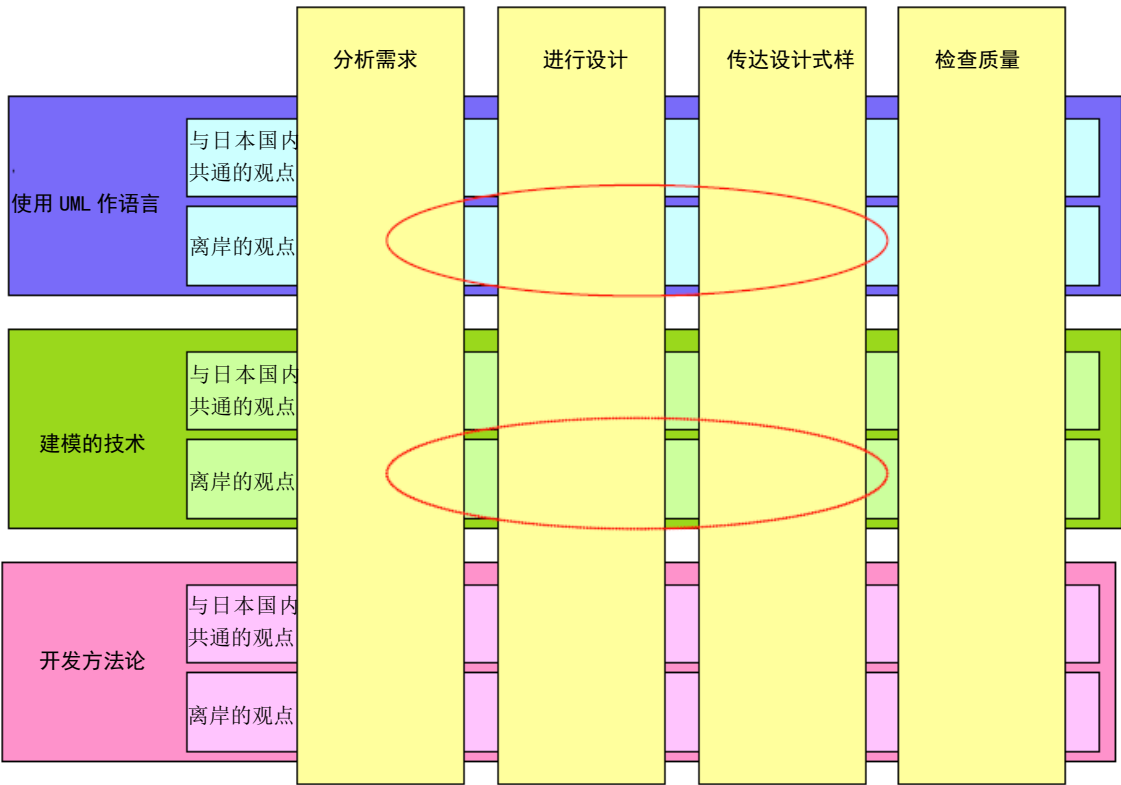 分析需求
进行设计
传达设计式样
检查质量
与日本国内
共通的观点
使用 UML 作语言
离岸的观点
与日本国内
共通的观点
建模的技术
离岸的观点
与日本国内
共通的观点
开发方法论
离岸的观点